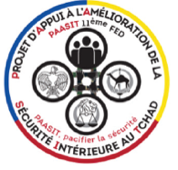 PROJET D'APPUI À L'AMÉLIORATION DE LA
SÉCURITÉ INTÉRIEURE AU TCHAD
PAASIT 11ème FED
PAASIT, pacifier la sécurité